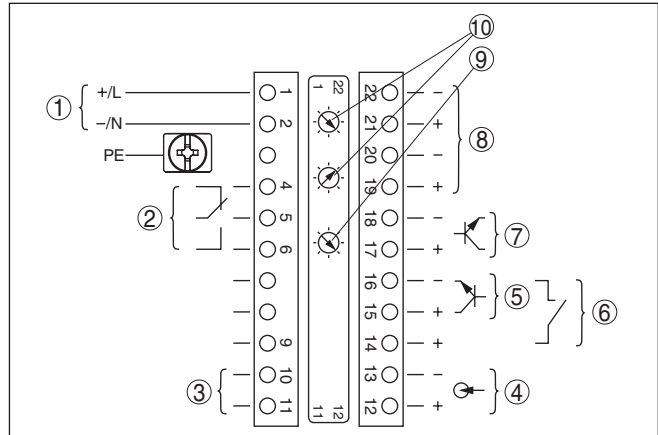 ⑩
⑨
① +/L 1 1 22 22 −
−/N 2 21 + ⑧
PE 20 −
4 19 +
② 5 18 − ⑦
6 17 +
16 − ⑤ ⑥
15 +
9 14 +
③ 10 13 − ④
11 11 12 12 +